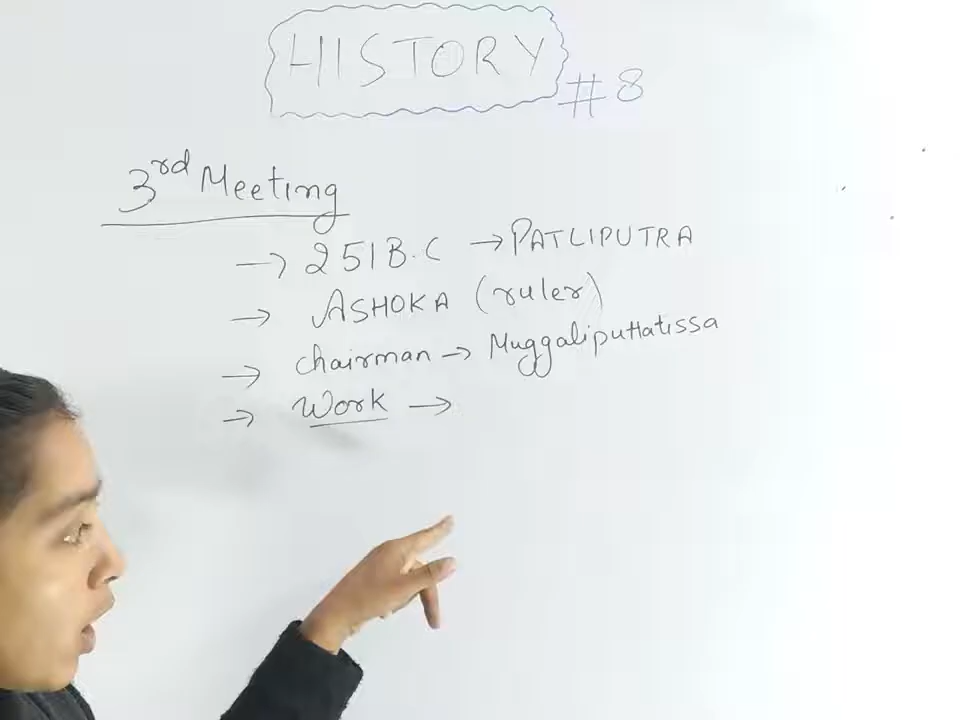 HISTORY
#8
3rd Meeting
→ 251 B.C → PATLIPUTRA
→ ASHOKA (ruler)
→ chairman → Muggaliputtatissa
→ Work →